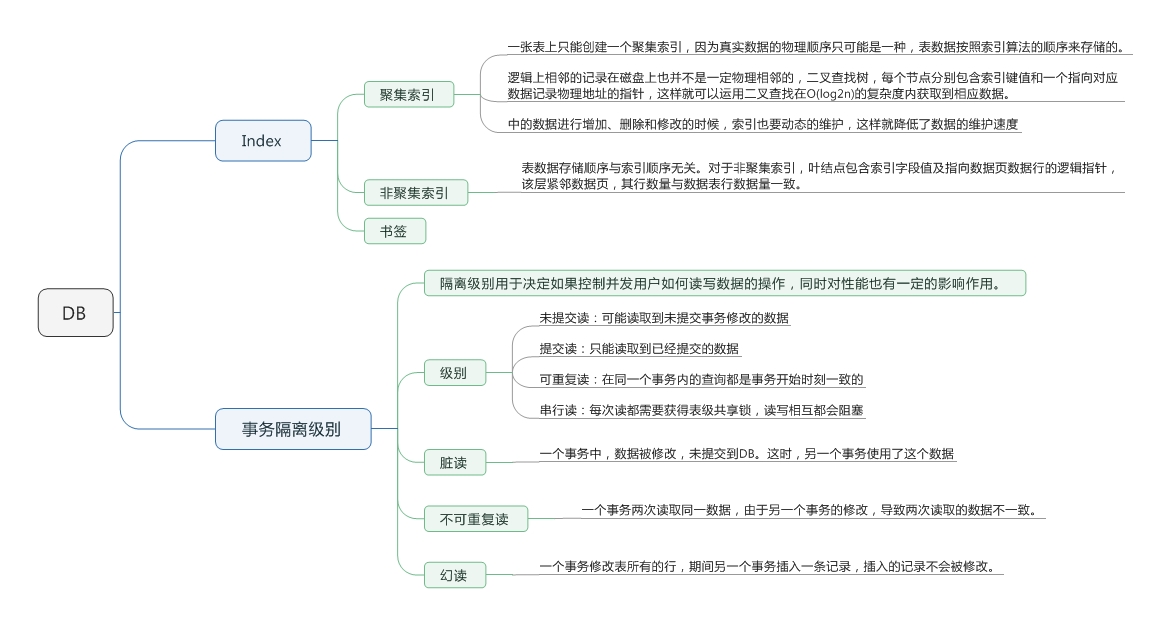 DB
Index
聚集索引
一张表上只能创建一个聚集索引，因为真实数据的物理顺序只可能是一种，表数据按照索引算法的顺序来存储的。
逻辑上相邻的记录在磁盘上也并不是一定物理相邻的，二叉查找树，每个节点分别包含索引键值和一个指向对应
数据记录物理地址的指针，这样就可以运用二叉查找在O(log2n)的复杂度内获取到相应数据。
中的数据进行增加、删除和修改的时候，索引也要动态的维护，这样就降低了数据的维护速度
非聚集索引
表数据存储顺序与索引顺序无关。对于非聚集索引，叶结点包含索引字段值及指向数据页数据行的逻辑指针，
该层紧邻数据页，其行数量与数据表行数据量一致。
书签
事务隔离级别
隔离级别用于决定如果控制并发用户如何读写数据的操作，同时对性能也有一定的影响作用。
级别
未提交读：可能读取到未提交事务修改的数据
提交读：只能读取到已经提交的数据
可重复读：在同一个事务内的查询都是事务开始时刻一致的
串行读：每次读都需要获得表级共享锁，读写相互都会阻塞
脏读
一个事务中，数据被修改，未提交到DB。这时，另一个事务使用了这个数据
不可重复读
一个事务两次读取同一数据，由于另一个事务的修改，导致两次读取的数据不一致。
幻读
一个事务修改表所有的行，期间另一个事务插入一条记录，插入的记录不会被修改。